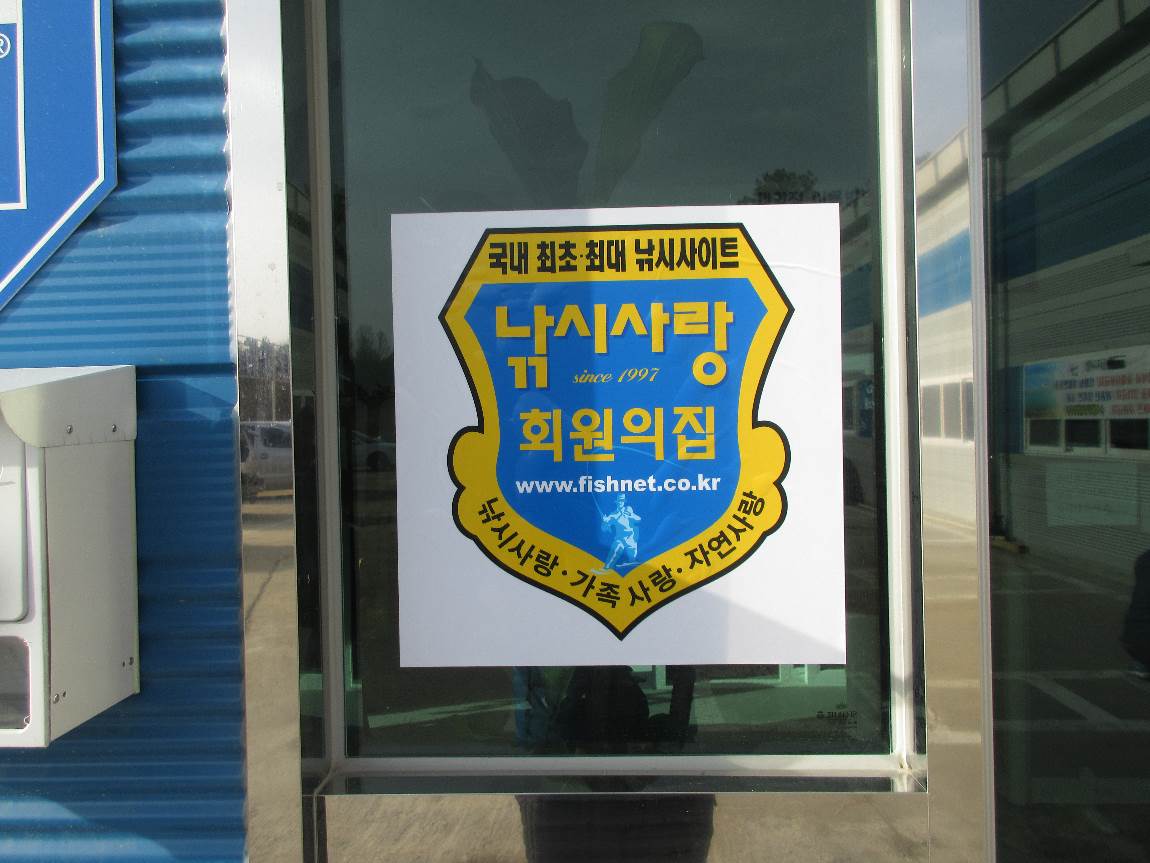 국내 최초·최대 낚시사이트
낚시사랑
since 1997
회원의집
www.fishnet.co.kr
낚시사랑·가족사랑·자연사랑
®